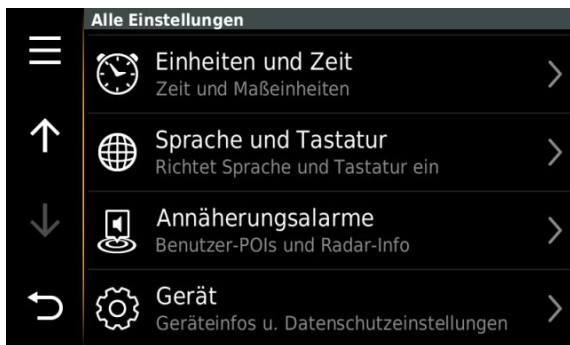 Alle Einstellungen
Einheiten und Zeit
Zeit und Maßeinheiten
Sprache und Tastatur
Richtet Sprache und Tastatur ein
Annäherungsalarme
Benutzer-POIs und Radar-Info
Gerät
Geräteinfos u. Datenschutzeinstellungen